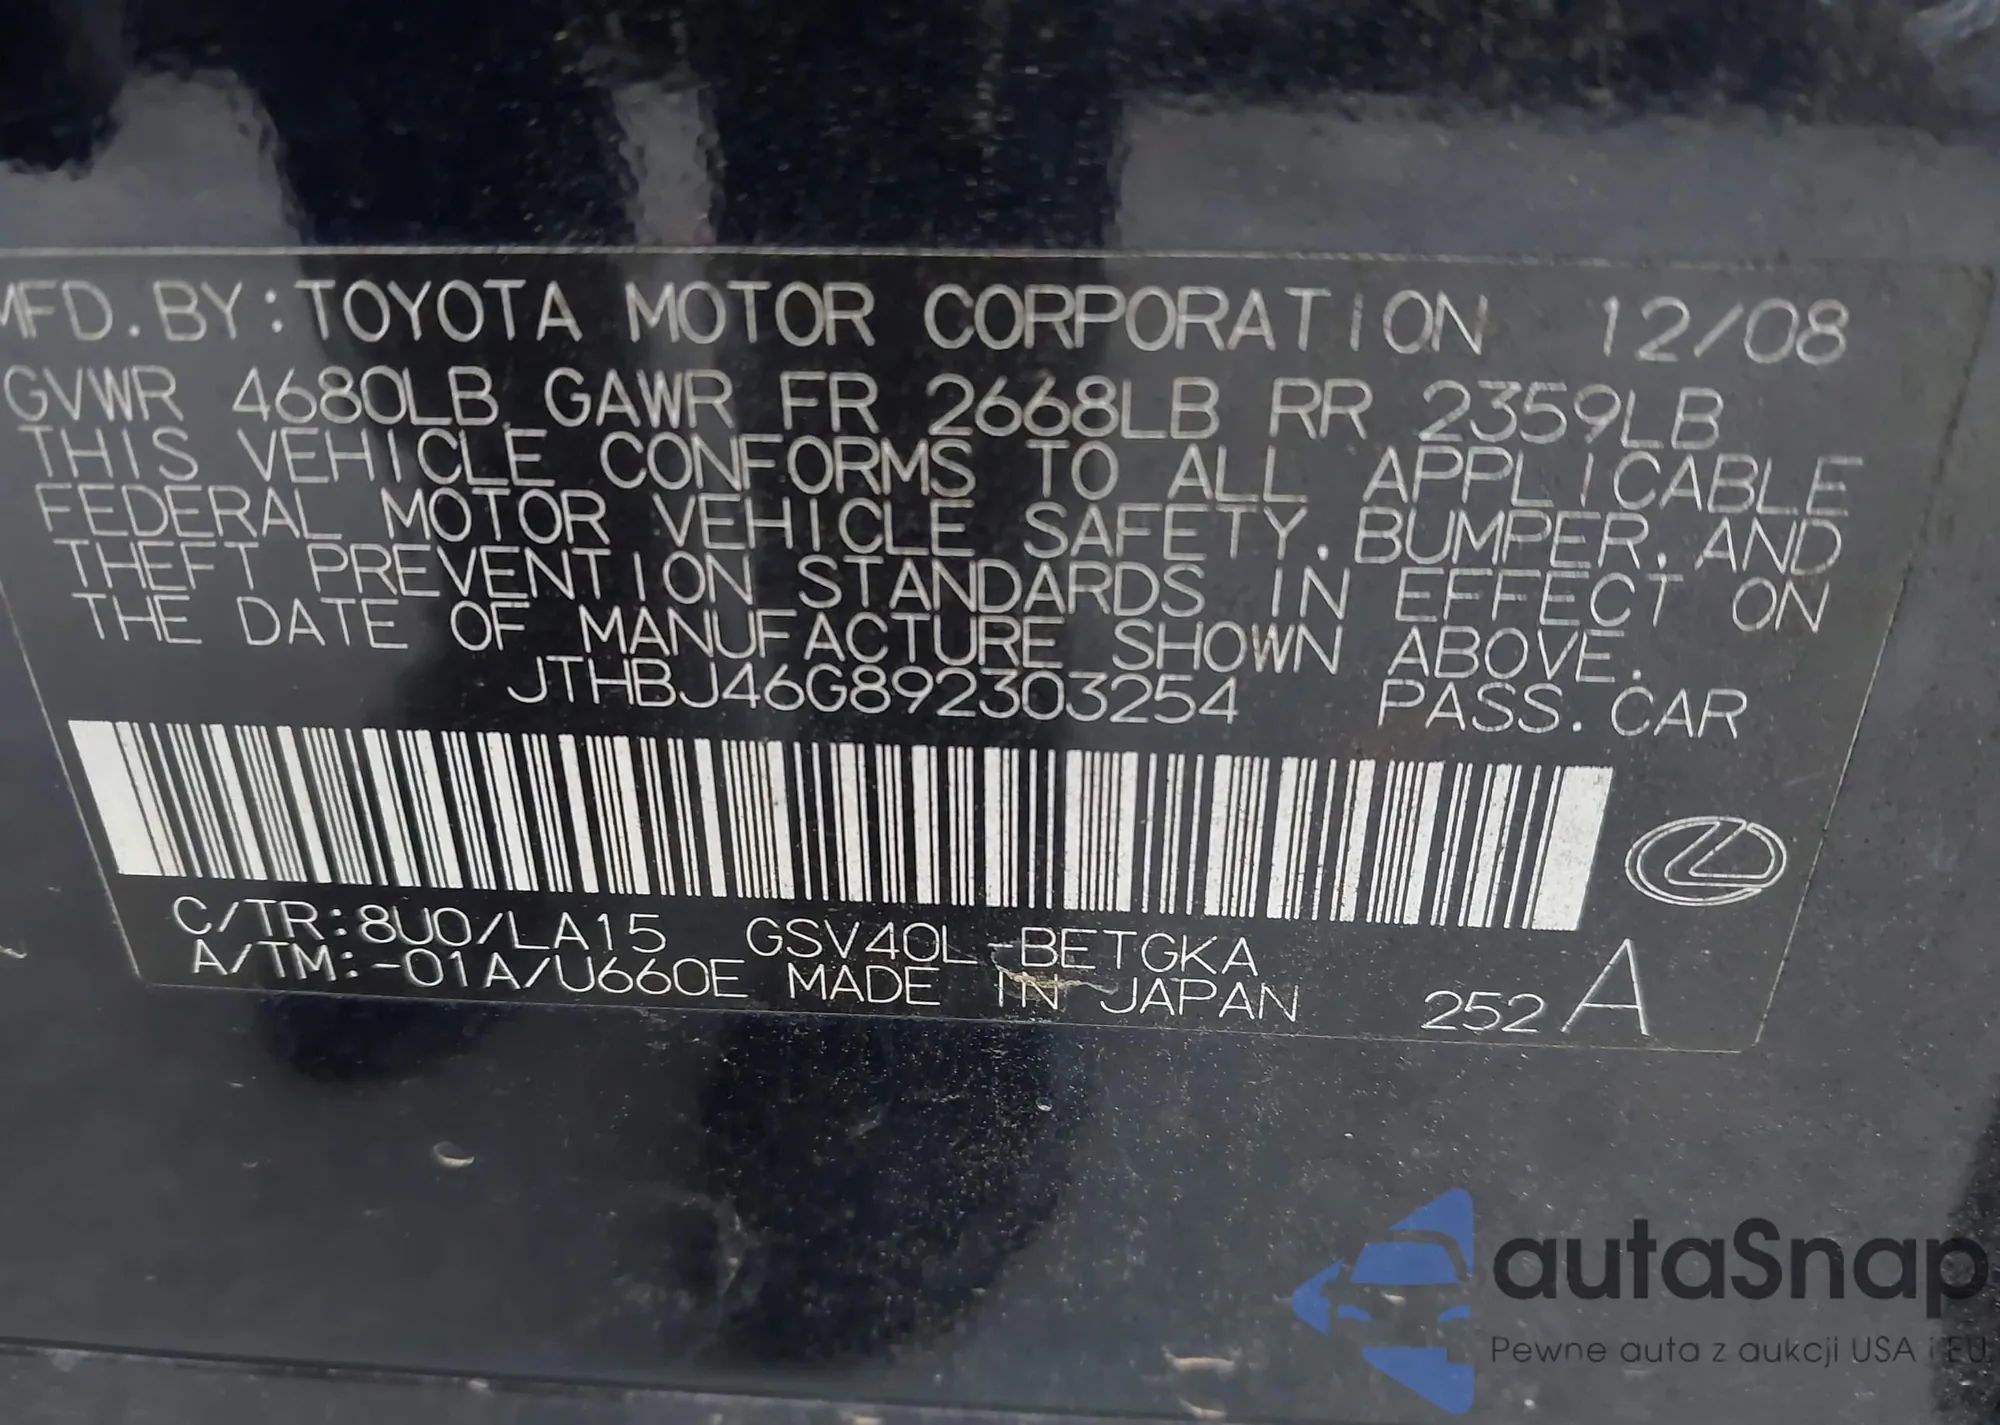 MFD. BY: TOYOTA MOTOR CORPORATION 12/08
GVWR 4680LB GAWR FR 2668LB RR 2359LB
THIS VEHICLE CONFORMS TO ALL APPLICABLE
FEDERAL MOTOR VEHICLE SAFETY, BUMPER, AND
THEFT PREVENTION STANDARDS IN EFFECT ON
THE DATE OF MANUFACTURE SHOWN ABOVE.
JTHBJ46G892303254 PASS. CAR
C/TR:8U0/LA15 GSV40L-BETGKA
A/TM:-01A/U660E MADE IN JAPAN 252 A
autaSnap
Pewne auta z aukcji USA i EU